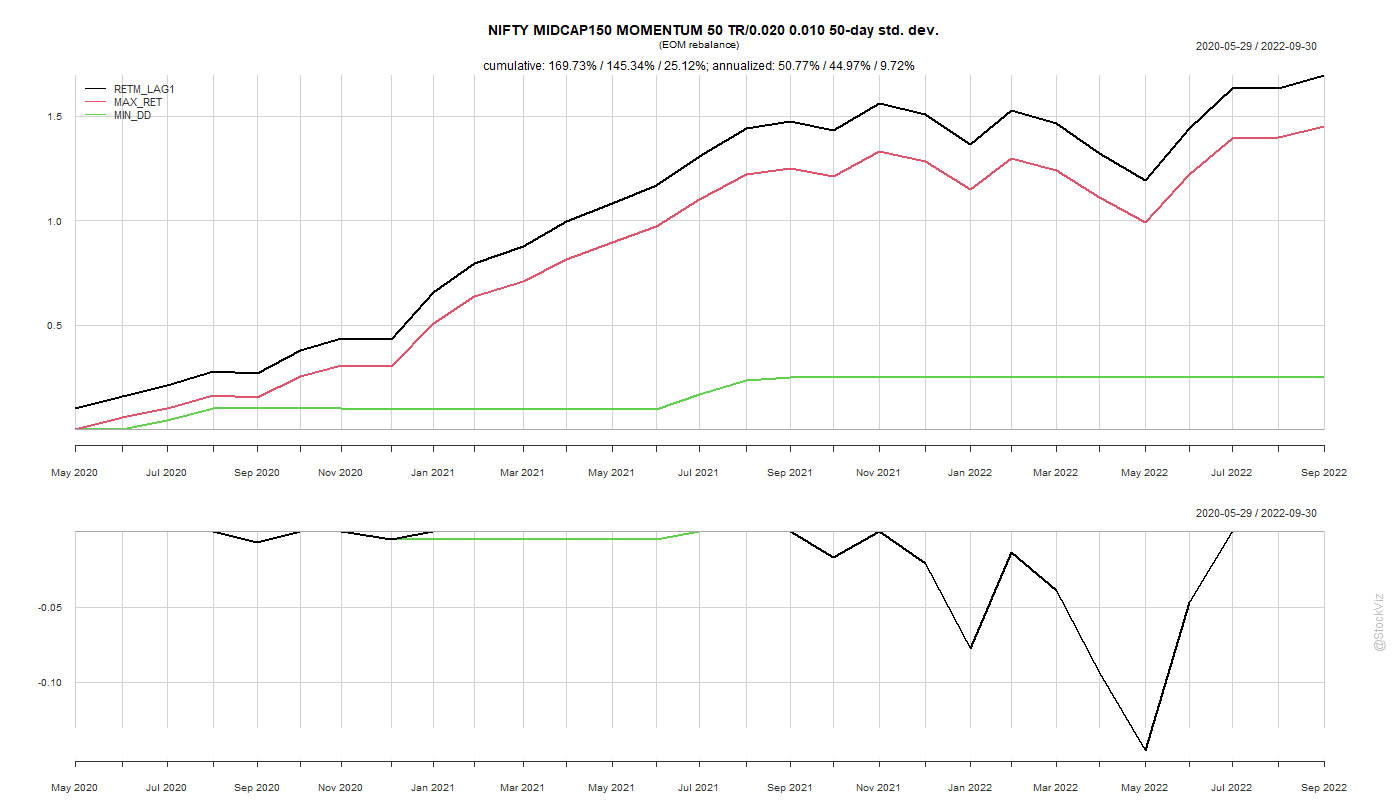 NIFTY MIDCAP150 MOMENTUM 50 TR/0.020 0.010 50-day std. dev.
(EOM rebalance)
2020-05-29 / 2022-09-30
cumulative: 169.73% / 145.34% / 25.12%; annualized: 50.77% / 44.97% / 9.72%
RETM_LAG1
MAX_RET
MIN_DD
1.5
1.0
0.5
May 2020 Jul 2020 Sep 2020 Nov 2020 Jan 2021 Mar 2021 May 2021 Jul 2021 Sep 2021 Nov 2021 Jan 2022 Mar 2022 May 2022 Jul 2022 Sep 2022
2020-05-29 / 2022-09-30
-0.05
-0.10
@StockViz
May 2020 Jul 2020 Sep 2020 Nov 2020 Jan 2021 Mar 2021 May 2021 Jul 2021 Sep 2021 Nov 2021 Jan 2022 Mar 2022 May 2022 Jul 2022 Sep 2022